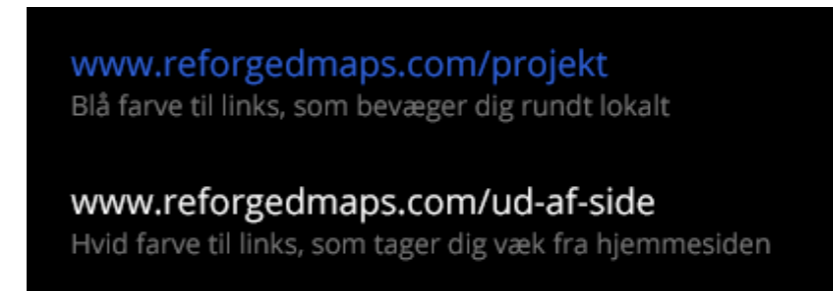 www.reforgedmaps.com/projekt
Blå farve til links, som bevæger dig rundt lokalt
www.reforgedmaps.com/ud-af-side
Hvid farve til links, som tager dig væk fra hjemmesiden